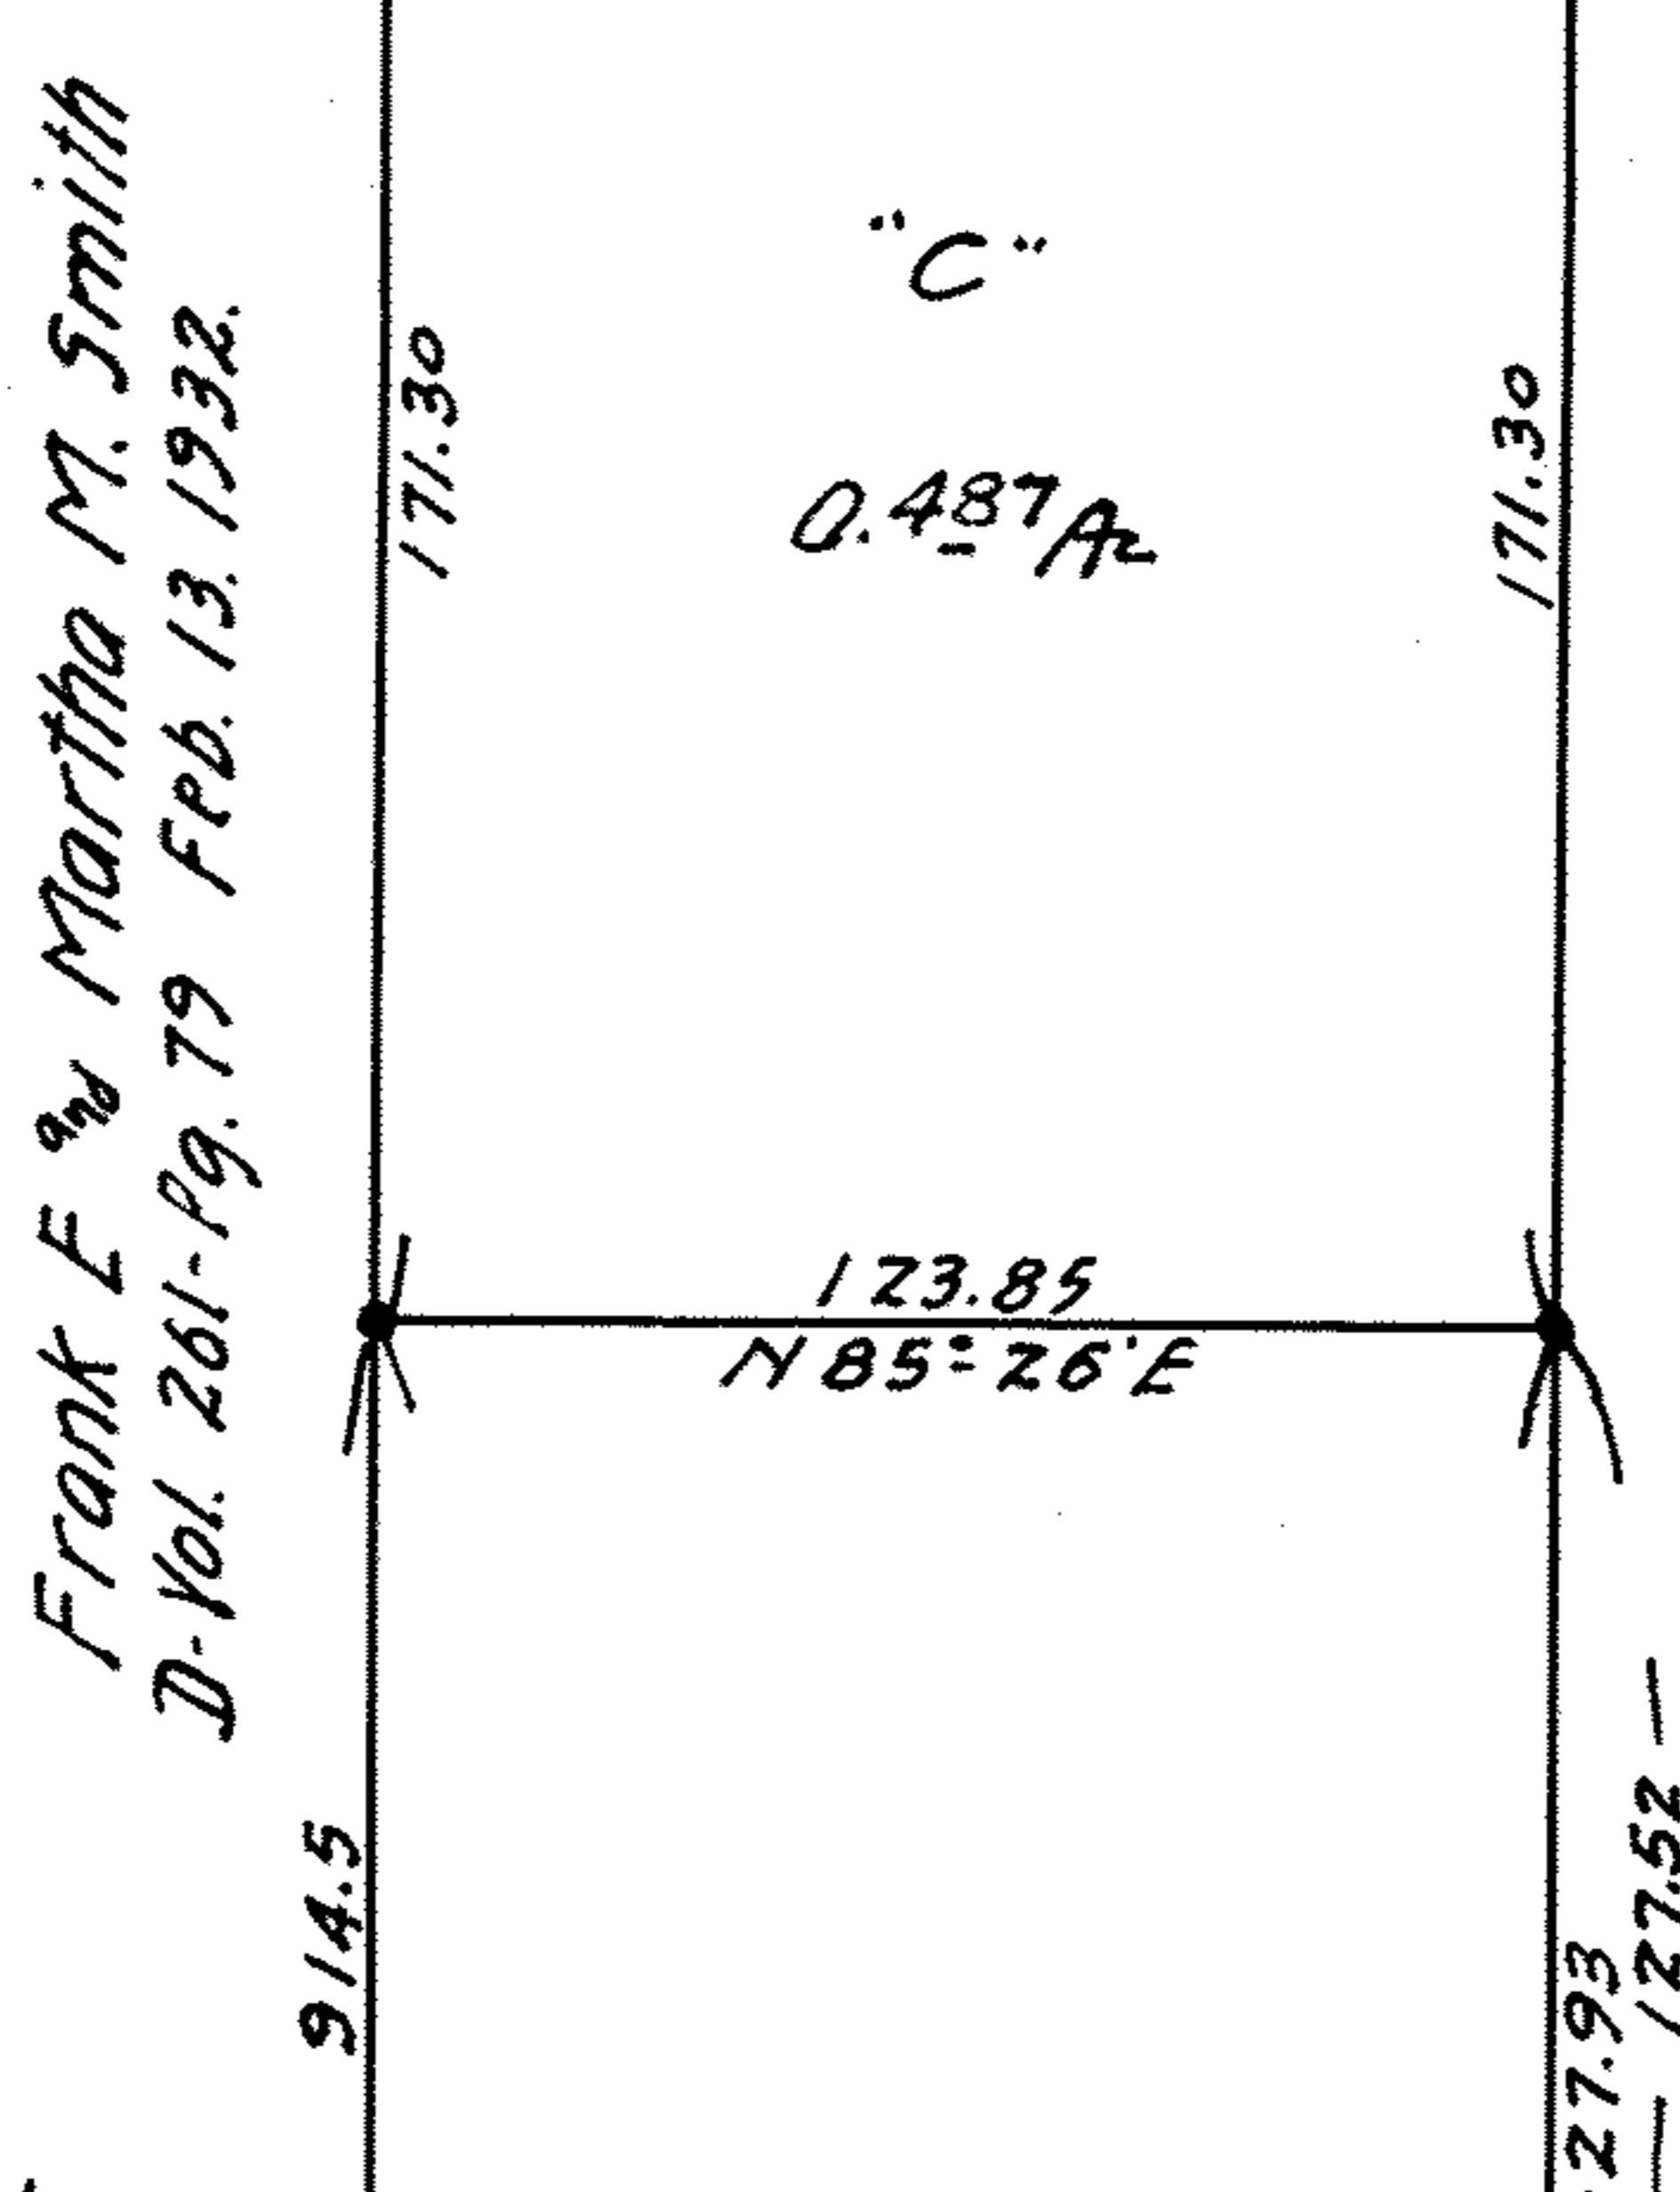 Frank E and Martha M. Smith
D-Vol. 261-Pg. 79 Feb. 13. 1932.
"C"
171.30
171.30
0.487 Ac
123.85
N 85° 26' E
914.5
27.93
127.52